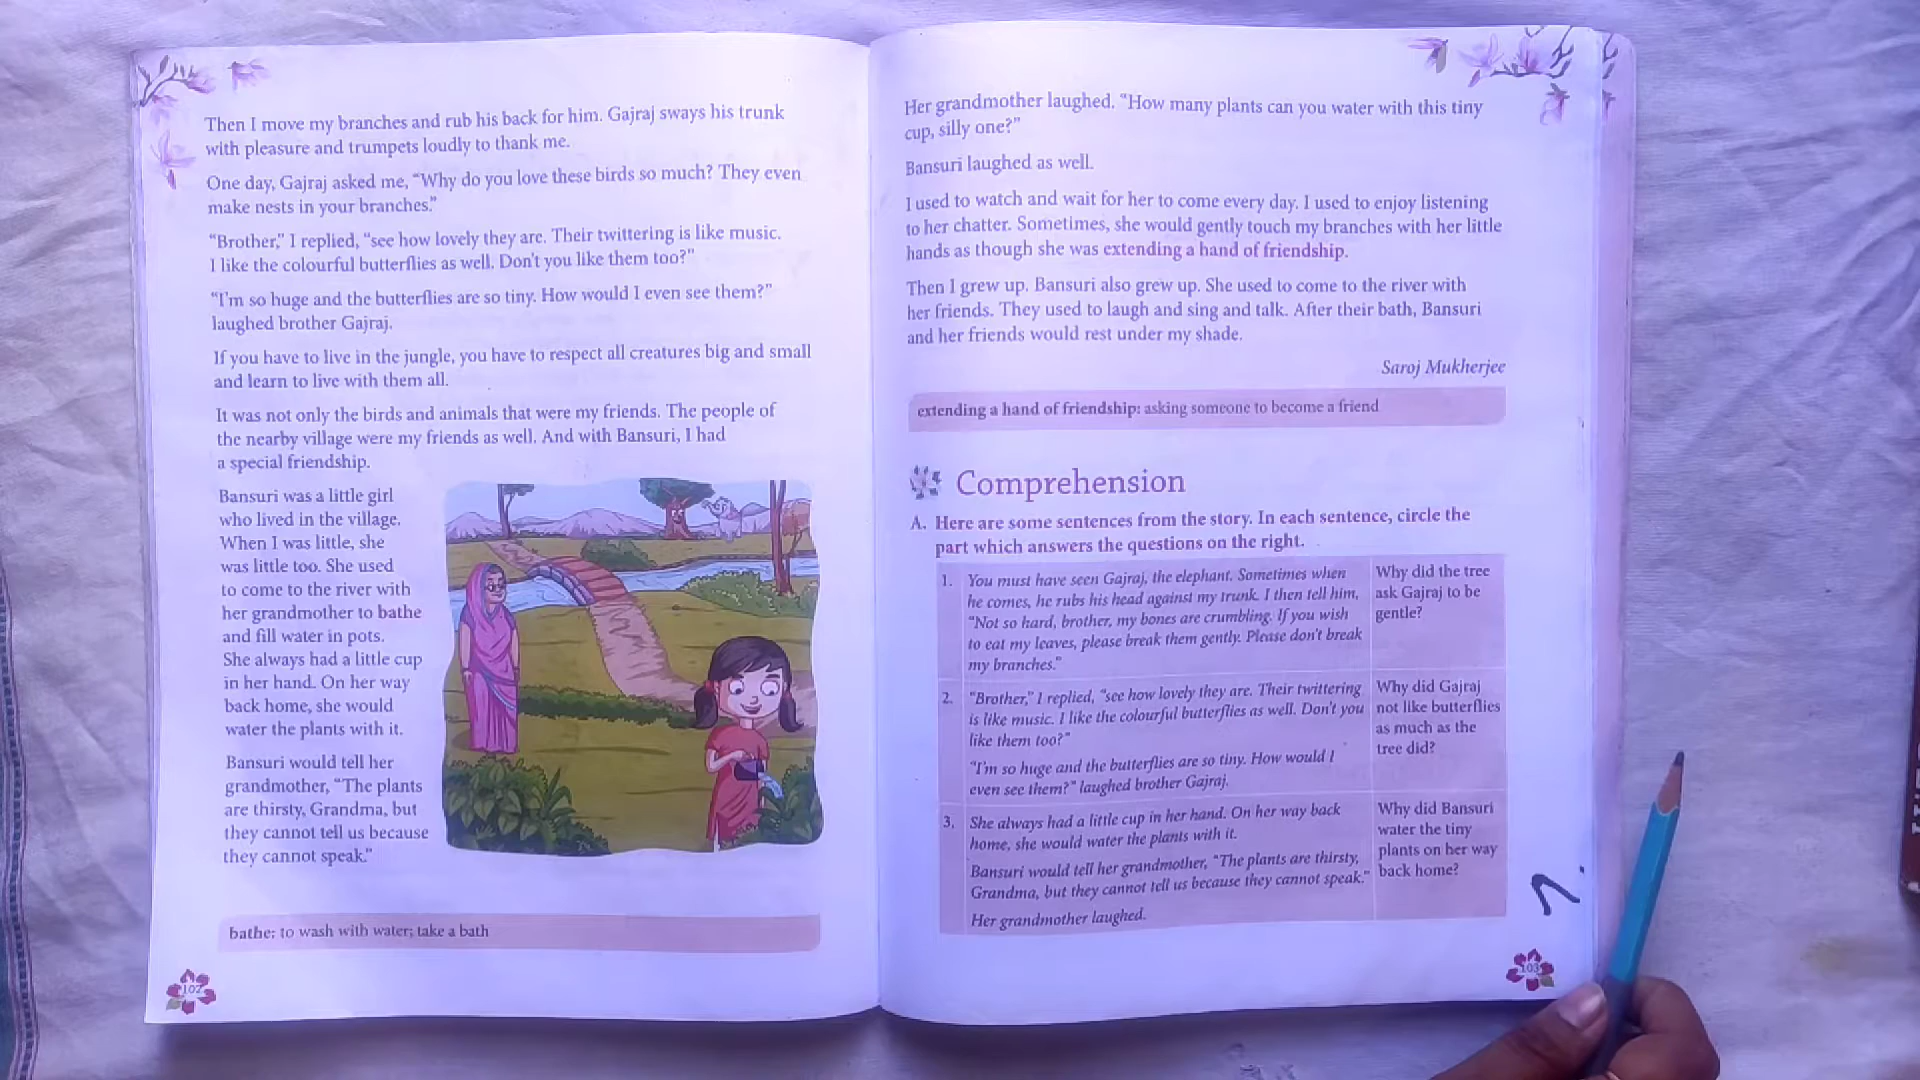 Then I move my branches and rub his back for him. Gajraj sways his trunk
with pleasure and trumpets loudly to thank me.
One day, Gajraj asked me, “Why do you love these birds so much? They even
make nests in your branches.”
“Brother,” I replied, “see how lovely they are. Their twittering is like music.
I like the colourful butterflies as well. Don't you like them too?”
“I'm so huge and the butterflies are so tiny. How would I even see them?”
laughed brother Gajraj.
If you have to live in the jungle, you have to respect all creatures big and small
and learn to live with them all.
It was not only the birds and animals that were my friends. The people of
the nearby village were my friends as well. And with Bansuri, I had
a special friendship.
Bansuri was a little girl
who lived in the village.
When I was little, she
was little too. She used
to come to the river with
her grandmother to bathe
and fill water in pots.
She always had a little cup
in her hand. On her way
back home, she would
water the plants with it.
Bansuri would tell her
grandmother, “The plants
are thirsty, Grandma, but
they cannot tell us because
they cannot speak.”
bathe: to wash with water; take a bath
102
Her grandmother laughed. “How many plants can you water with this tiny
cup, silly one?”
Bansuri laughed as well.
I used to watch and wait for her to come every day. I used to enjoy listening
to her chatter. Sometimes, she would gently touch my branches with her little
hands as though she was extending a hand of friendship.
Then I grew up. Bansuri also grew up. She used to come to the river with
her friends. They used to laugh and sing and talk. After their bath, Bansuri
and her friends would rest under my shade.
Saroj Mukherjee
extending a hand of friendship: asking someone to become a friend
Comprehension
A. Here are some sentences from the story. In each sentence, circle the
part which answers the questions on the right.
1. You must have seen Gajraj, the elephant. Sometimes when
he comes, he rubs his head against my trunk. I then tell him,
“Not so hard, brother, my bones are crumbling. If you wish
to eat my leaves, please break them gently. Please don't break
my branches.”
Why did the tree
ask Gajraj to be
gentle?
2. “Brother,” I replied, “see how lovely they are. Their twittering
is like music. I like the colourful butterflies as well. Don't you
like them too?”
“I'm so huge and the butterflies are so tiny. How would I
even see them?” laughed brother Gajraj.
Why did Gajraj
not like butterflies
as much as the
tree did?
3. She always had a little cup in her hand. On her way back
home, she would water the plants with it.
Bansuri would tell her grandmother, “The plants are thirsty,
Grandma, but they cannot tell us because they cannot speak.”
Her grandmother laughed.
Why did Bansuri
water the tiny
plants on her way
back home?
103